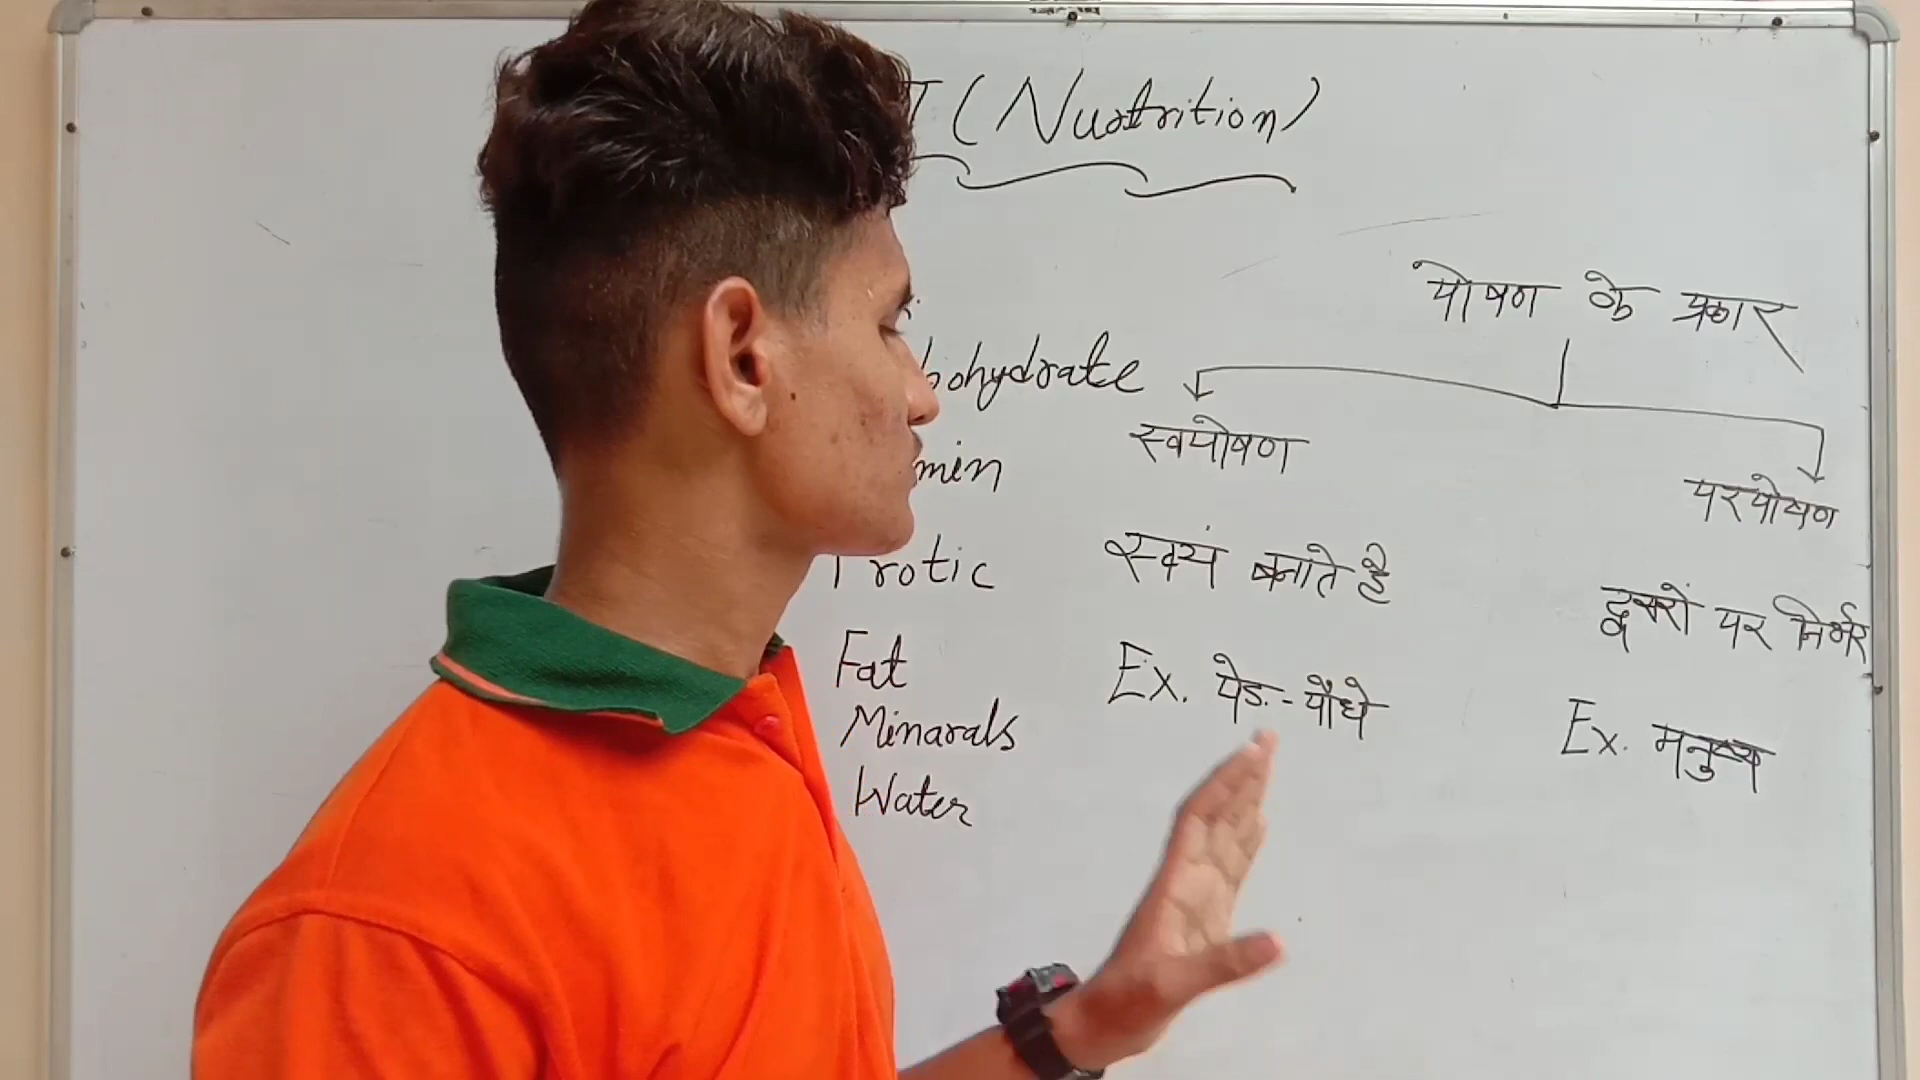 (Nustrition)
पोषण के प्रकार
bohydrate
स्वपोषण
min
परपोषण
rotic
स्वयं बनाते है
दूसरों पर निर्भर
Fat
Ex. पेड़-पौधे
Minarals
Ex. मनुष्य
Water